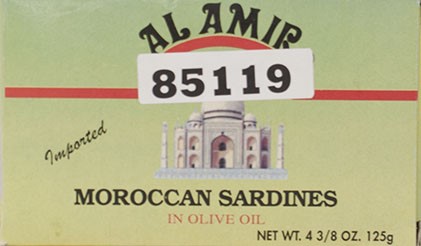 AL AMIR
85119
Imported
MOROCCAN SARDINES
IN OLIVE OIL
NET WT. 4 3/8 OZ. 125g